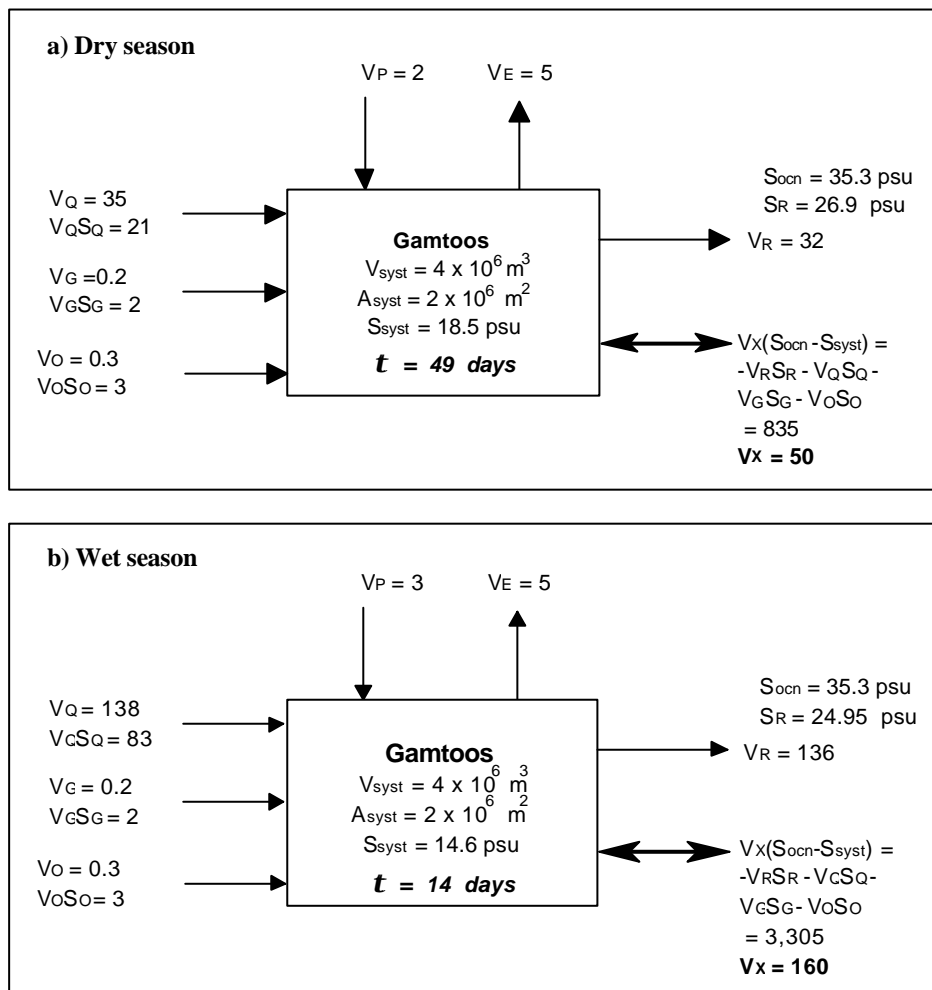 a) Dry season
VP = 2
VE = 5
VQ = 35
VQSQ = 21
VG =0.2
VGSG = 2
VO = 0.3
VOSO = 3
Gamtoos
Vsyst = 4 x 10^6 m^3
Asyst = 2 x 10^6 m^2
Ssyst = 18.5 psu
t = 49 days
Socn = 35.3 psu
SR = 26.9 psu
VR = 32
VX(Socn-Ssyst) =
-VRSR - VQSQ -
VGSG - VOSO
= 835
VX = 50
b) Wet season
VP = 3
VE = 5
VQ = 138
VQSQ = 83
VG = 0.2
VGSG = 2
VO = 0.3
VOSO = 3
Gamtoos
Vsyst = 4 x 10^6 m^3
Asyst = 2 x 10^6 m^2
Ssyst = 14.6 psu
t = 14 days
Socn = 35.3 psu
SR = 24.95 psu
VR = 136
VX(Socn-Ssyst) =
-VRSR - VQSQ-
VGSG- VOSO
= 3,305
VX = 160